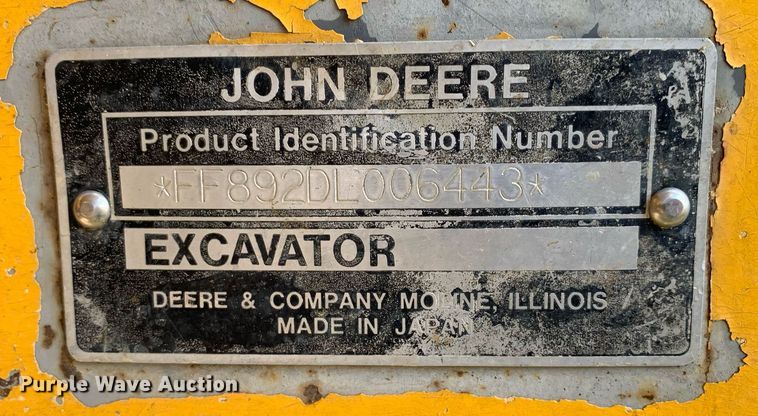 JOHN DEERE
Product Identification Number
*FF892DL006443*
EXCAVATOR
DEERE & COMPANY MOLINE, ILLINOIS
MADE IN JAPAN
Purple Wave Auction